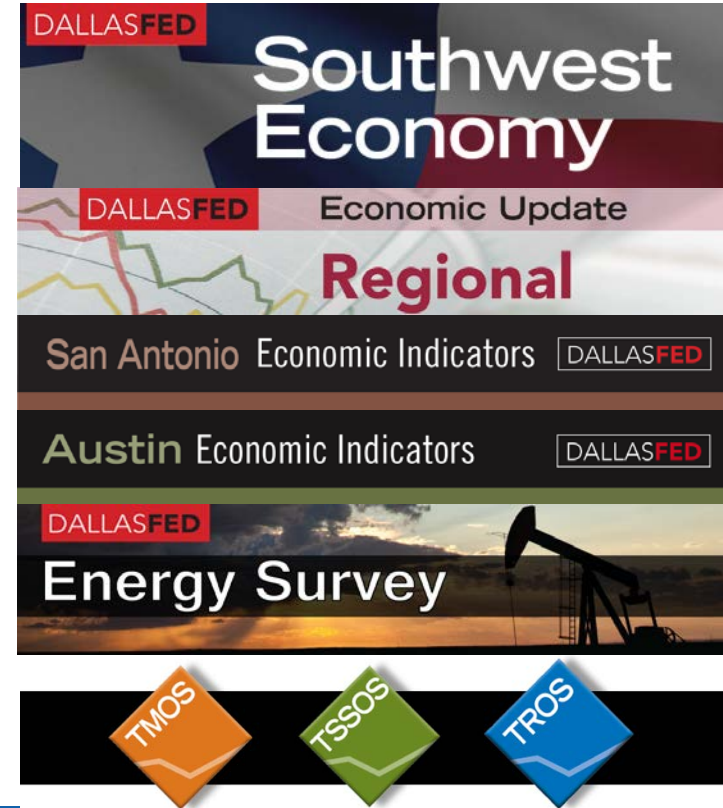 DALLASFED
Southwest
Economy
DALLASFED Economic Update
Regional
San Antonio Economic Indicators DALLASFED
Austin Economic Indicators DALLASFED
DALLASFED
Energy Survey
TMOS TSSOS TROS